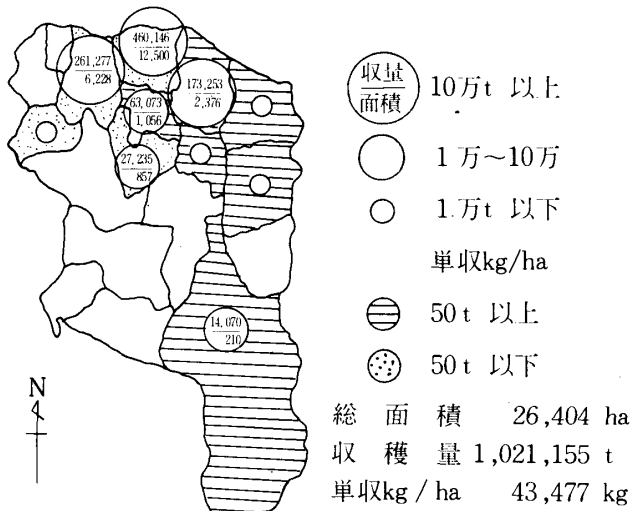 460,146
12,500
261,277
6,228
173,253
2,376
63,073
1,056
27,235
857
14,070
210
N
収量
面積
10万t 以上
1万～10万
1万t 以下
単収kg/ha
50t 以上
50t 以下
総面積 26,404 ha
収穫量 1,021,155 t
単収kg/ha 43,477 kg